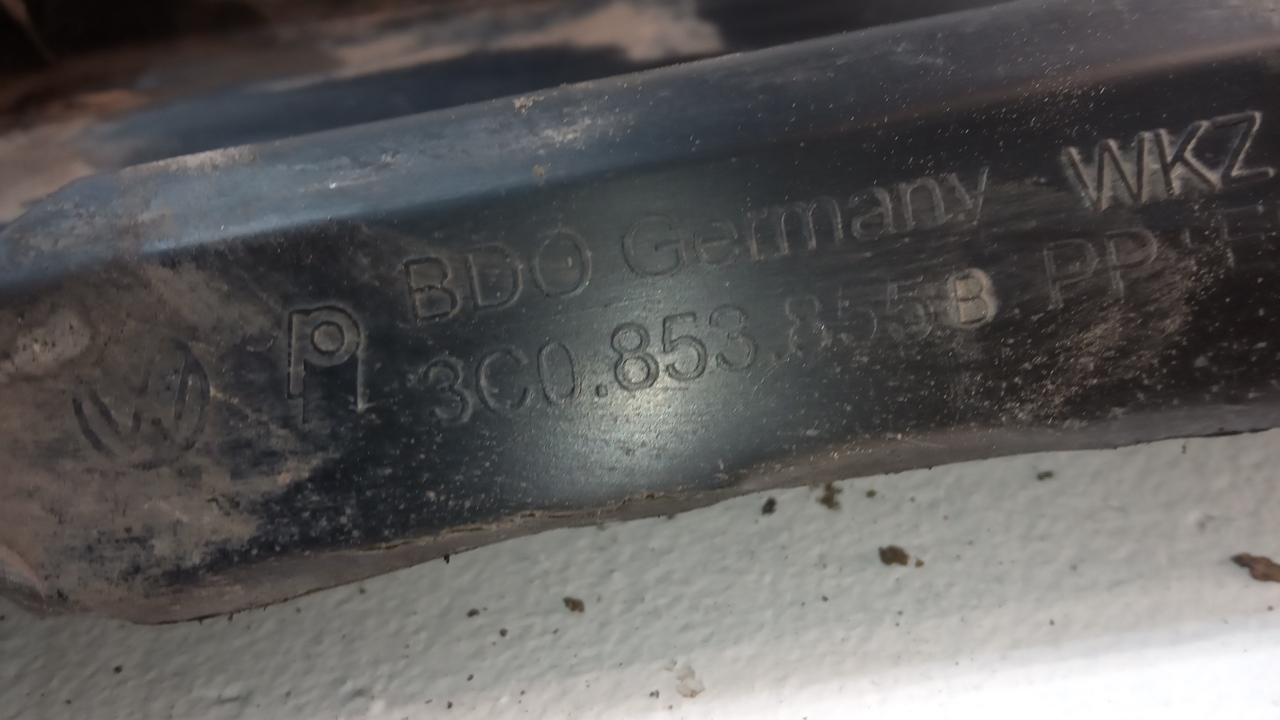 BDO Germany WKZ
3C0.853.855B PP